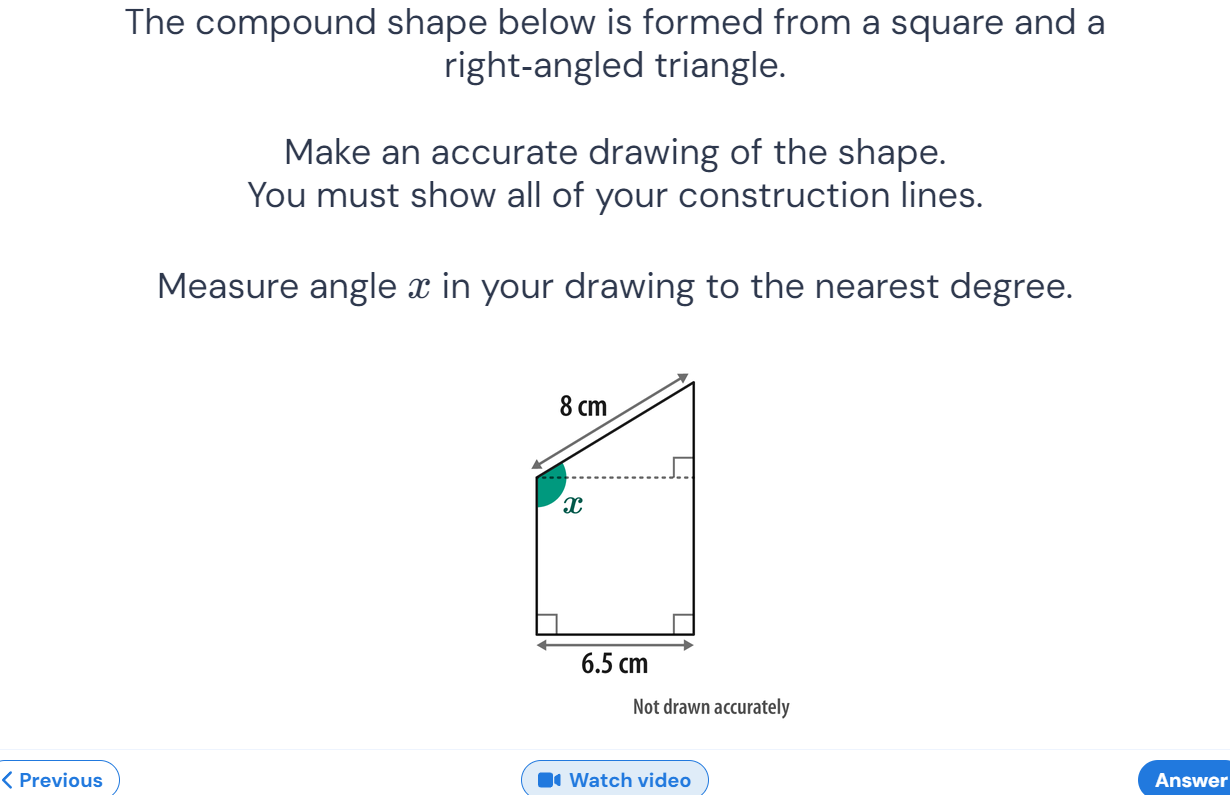 The compound shape below is formed from a square and a
right-angled triangle.
Make an accurate drawing of the shape.
You must show all of your construction lines.
Measure angle x in your drawing to the nearest degree.
8 cm
x
6.5 cm
Not drawn accurately
Previous
Watch video
Answer